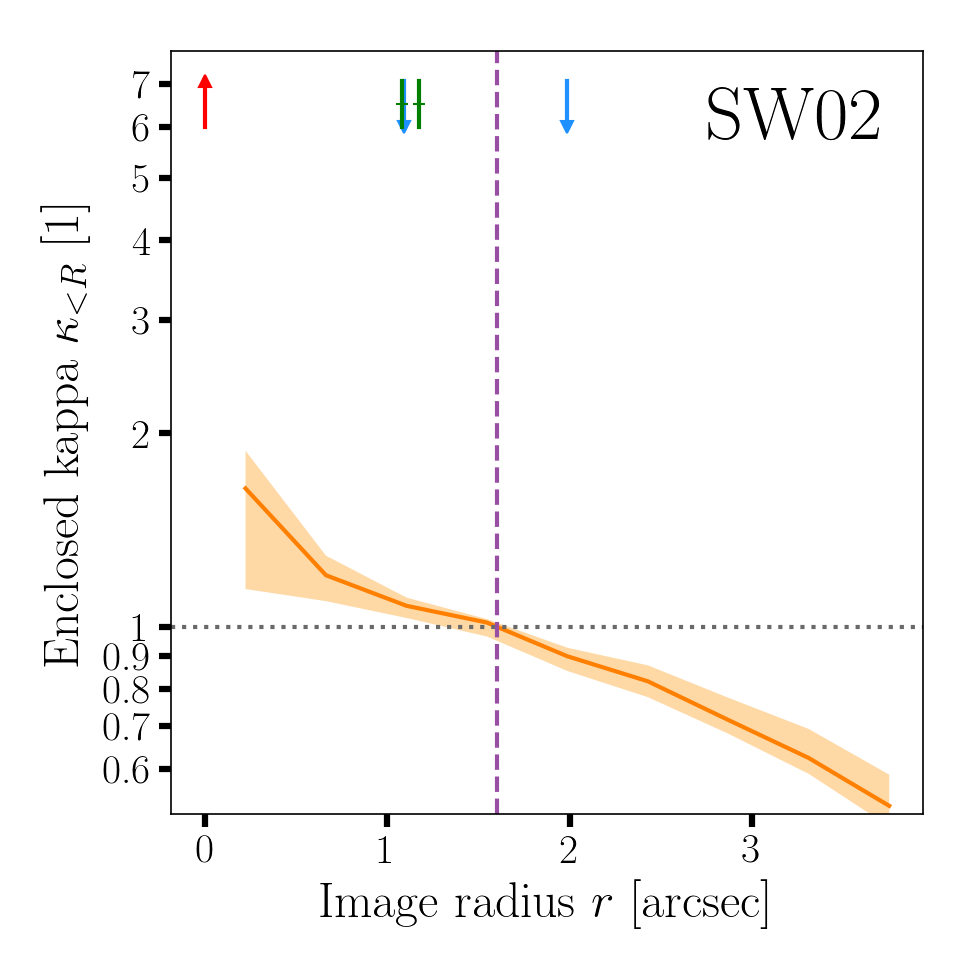 SW02
Enclosed kappa κ<R [1]
7
6
5
4
3
2
1
0.9
0.8
0.7
0.6
0 1 2 3
Image radius r [arcsec]